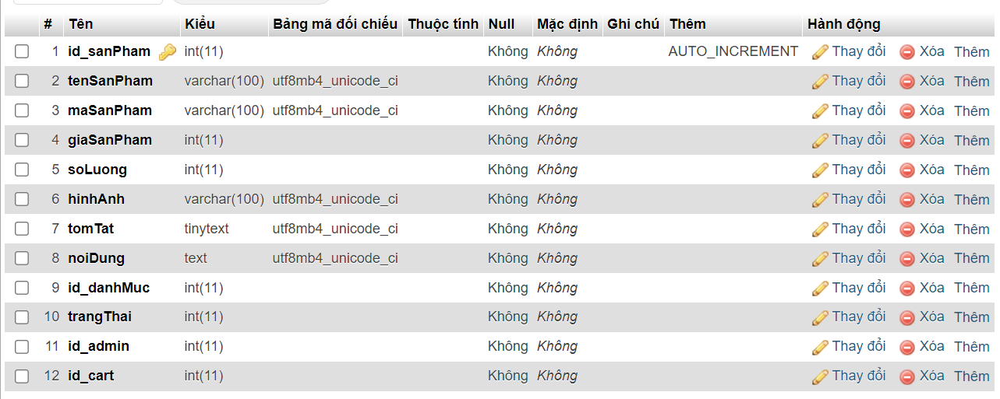 # Tên Kiểu Bảng mã đối chiếu Thuộc tính Null Mặc định Ghi chú Thêm Hành động
1 id_sanPham int(11) Không Không AUTO_INCREMENT Thay đổi Xóa Thêm
2 tenSanPham varchar(100) utf8mb4_unicode_ci Không Không Thay đổi Xóa Thêm
3 maSanPham varchar(100) utf8mb4_unicode_ci Không Không Thay đổi Xóa Thêm
4 giaSanPham int(11) Không Không Thay đổi Xóa Thêm
5 soLuong int(11) Không Không Thay đổi Xóa Thêm
6 hinhAnh varchar(100) utf8mb4_unicode_ci Không Không Thay đổi Xóa Thêm
7 tomTat tinytext utf8mb4_unicode_ci Không Không Thay đổi Xóa Thêm
8 noiDung text utf8mb4_unicode_ci Không Không Thay đổi Xóa Thêm
9 id_danhMuc int(11) Không Không Thay đổi Xóa Thêm
10 trangThai int(11) Không Không Thay đổi Xóa Thêm
11 id_admin int(11) Không Không Thay đổi Xóa Thêm
12 id_cart int(11) Không Không Thay đổi Xóa Thêm